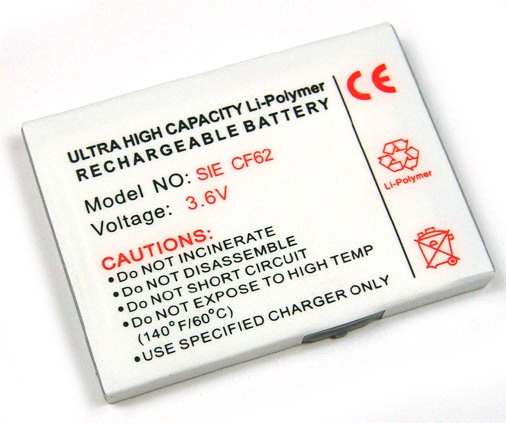 ULTRA HIGH CAPACITY Li-Polymer
RECHARGEABLE BATTERY
Model NO: SIE CF62
Voltage: 3.6V
CAUTIONS:
•Do NOT INCINERATE
•Do NOT DISASSEMBLE
•Do NOT SHORT CIRCUIT
•Do NOT EXPOSE TO HIGH TEMP
(140°F/60°C)
•USE SPECIFIED CHARGER ONLY
CE
Li-Polymer